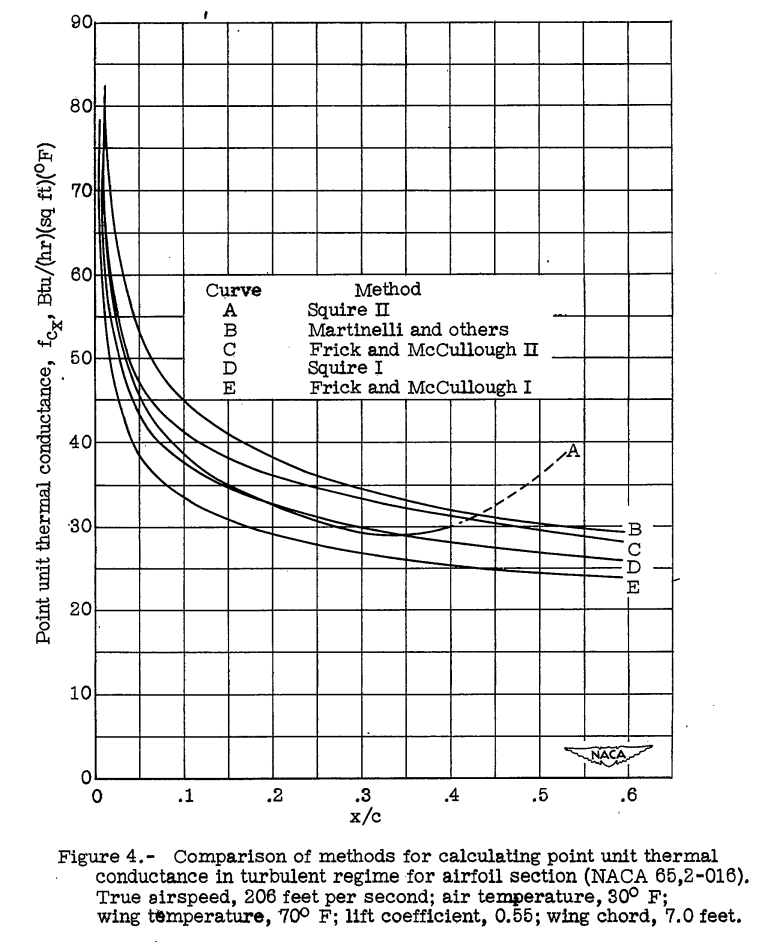 90
80
70
60
50
40
30
20
10
0
Point unit thermal conductance, f_cx, Btu/(hr)(sq ft)(°F)
Curve Method
A Squire II
B Martinelli and others
C Frick and McCullough II
D Squire I
E Frick and McCullough I
A
B
C
D
E
NACA
0 .1 .2 .3 .4 .5 .6
x/c
Figure 4.- Comparison of methods for calculating point unit thermal
conductance in turbulent regime for airfoil section (NACA 65,2-016).
True airspeed, 206 feet per second; air temperature, 30° F;
wing temperature, 70° F; lift coefficient, 0.55; wing chord, 7.0 feet.